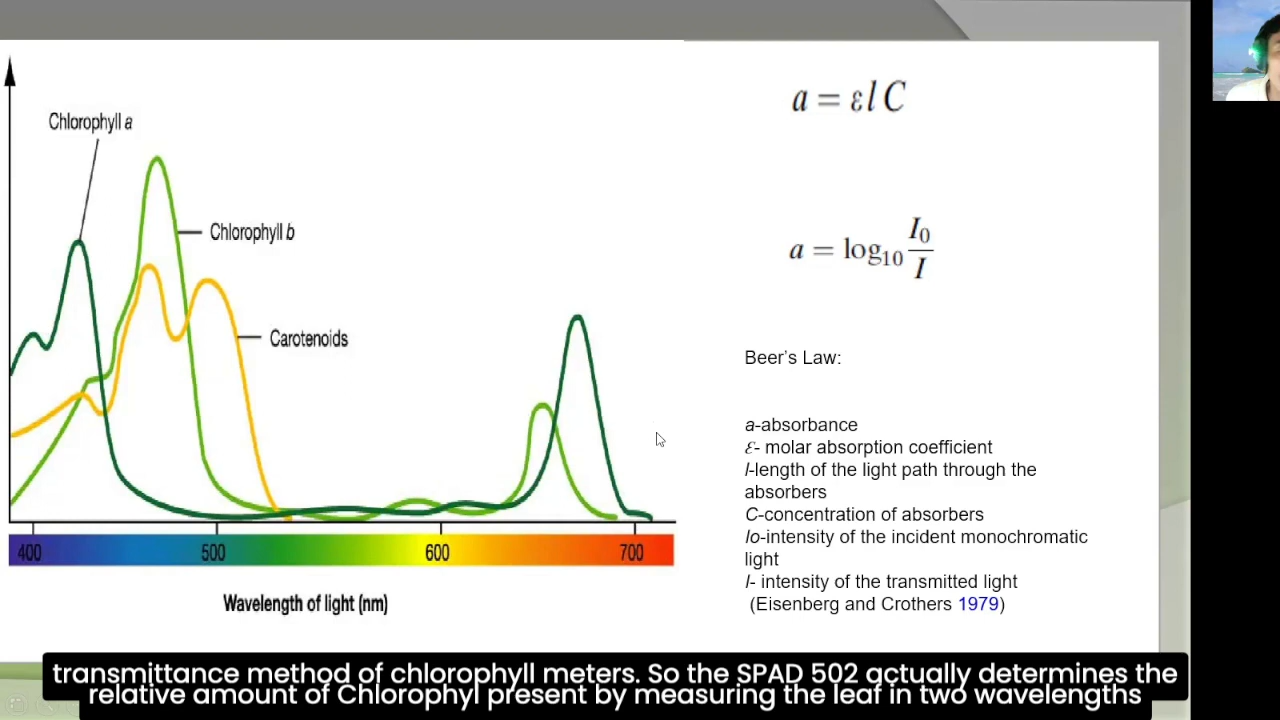 Chlorophyll a
Chlorophyll b
Carotenoids
400 500 600 700
Wavelength of light (nm)
a = εlC
a = log10 I0/I
Beer’s Law:
a-absorbance
ε- molar absorption coefficient
l-length of the light path through the
absorbers
C-concentration of absorbers
Io-intensity of the incident monochromatic
light
I- intensity of the transmitted light
(Eisenberg and Crothers 1979)
transmittance method of chlorophyll meters. So the SPAD 502 actually determines the
relative amount of Chlorophyl present by measuring the leaf in two wavelengths